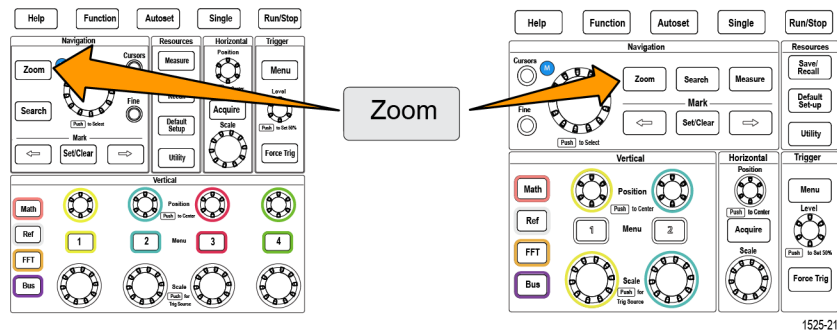 Help Function Autoset Single Run/Stop
Navigation Resources Horizontal Trigger
Cursors
Position
Zoom
Measure
Menu
Fine
Level
Search
Acquire
Push to Select
Default
Setup
Scale
Push to Set 50%
Mark
Set/Clear
Utility
Force Trig
Vertical
Math
Position
Push to Center
Ref
1 2 Menu 3 4
FFT
Bus
Scale
Push for
Trig Source
Zoom
Help Function Autoset Single Run/Stop
Navigation Resources
Cursors
M
Zoom Search Measure
Save/
Recall
Fine
Mark
Default
Set-up
Set/Clear
Push to Select
Utility
Vertical Horizontal Trigger
Position
Math
Position
Menu
Push to Center
Push to Center
Level
Ref
1 Menu 2
Acquire
FFT
Scale
Push to Set 50%
Bus
Scale
Push for
Trig Source
Force Trig
1525-21